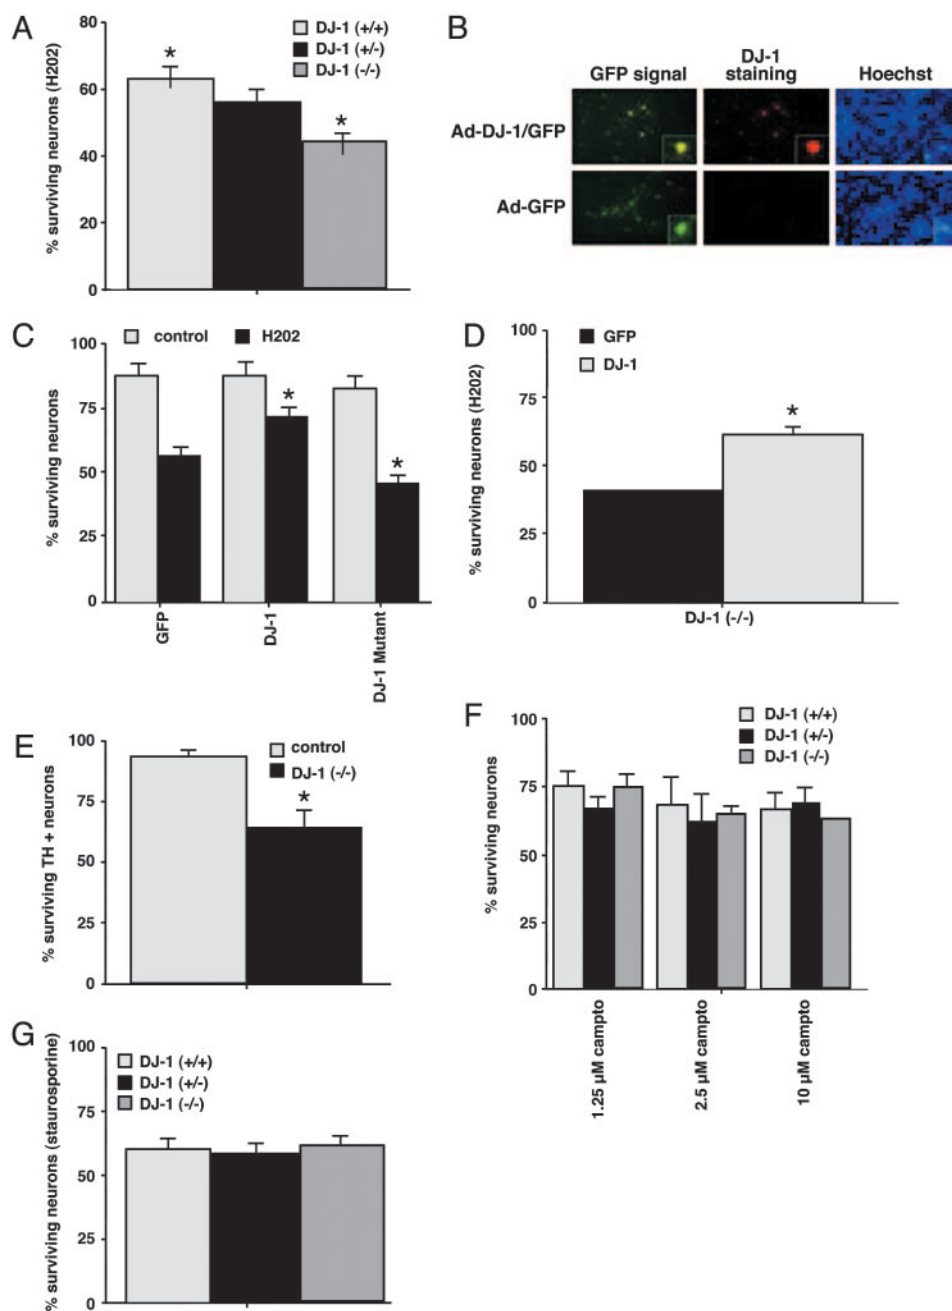 A
% surviving neurons (H202)
80
60
40
20
0
DJ-1 (+/+)
DJ-1 (+/-)
DJ-1 (-/-)
*
*
B
GFP signal
DJ-1
staining
Hoechst
Ad-DJ-1/GFP
Ad-GFP
C
control
H202
% surviving neurons
100
75
50
25
0
*
*
GFP
DJ-1
DJ-1 Mutant
D
% surviving neurons (H202)
100
75
50
25
0
GFP
DJ-1
*
DJ-1 (-/-)
E
% surviving TH + neurons
100
75
50
25
0
control
DJ-1 (-/-)
*
F
% surviving neurons
100
75
50
25
0
DJ-1 (+/+)
DJ-1 (+/-)
DJ-1 (-/-)
1.25 µM campto
2.5 µM campto
10 µM campto
G
% surviving neurons (staurosporine)
100
75
50
25
0
DJ-1 (+/+)
DJ-1 (+/-)
DJ-1 (-/-)